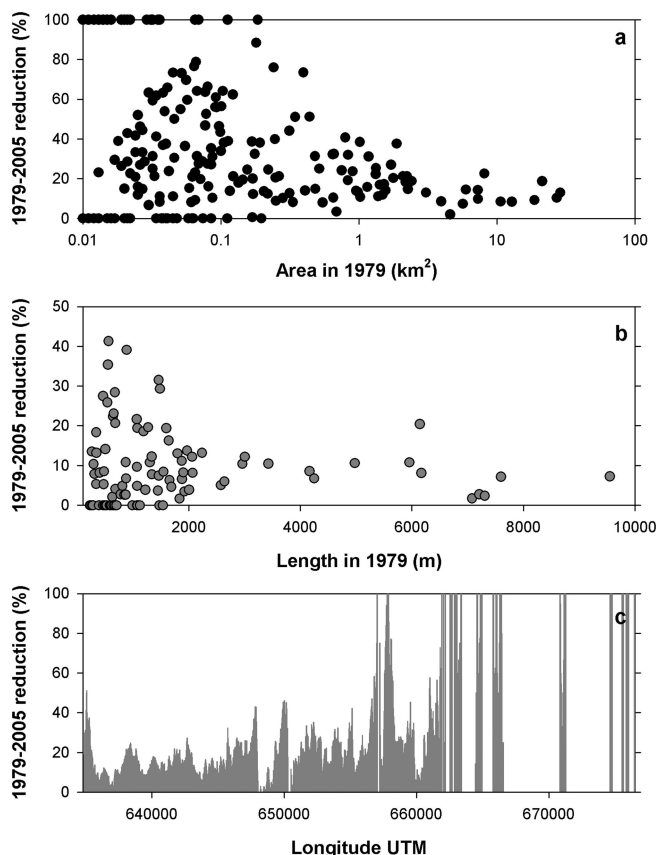 a
1979-2005 reduction (%)
100
80
60
40
20
0
0.01 0.1 1 10 100
Area in 1979 (km²)
b
1979-2005 reduction (%)
50
40
30
20
10
0
2000 4000 6000 8000 10000
Length in 1979 (m)
c
1979-2005 reduction (%)
100
80
60
40
20
0
640000 650000 660000 670000
Longitude UTM